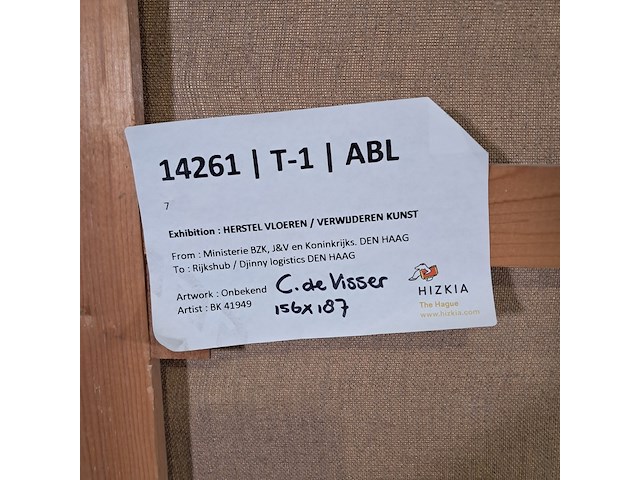 14261 | T-1 | ABL
7
Exhibition : HERSTEL VLOEREN / VERWIJDEREN KUNST
From : Ministerie BZK, J&V en Koninkrijks. DEN HAAG
To : Rijkshub / Djinny logistics DEN HAAG
Artwork : Onbekend C. de Visser
Artist : BK 41949 156x187
HIZKIA
The Hague
www.hizkia.com